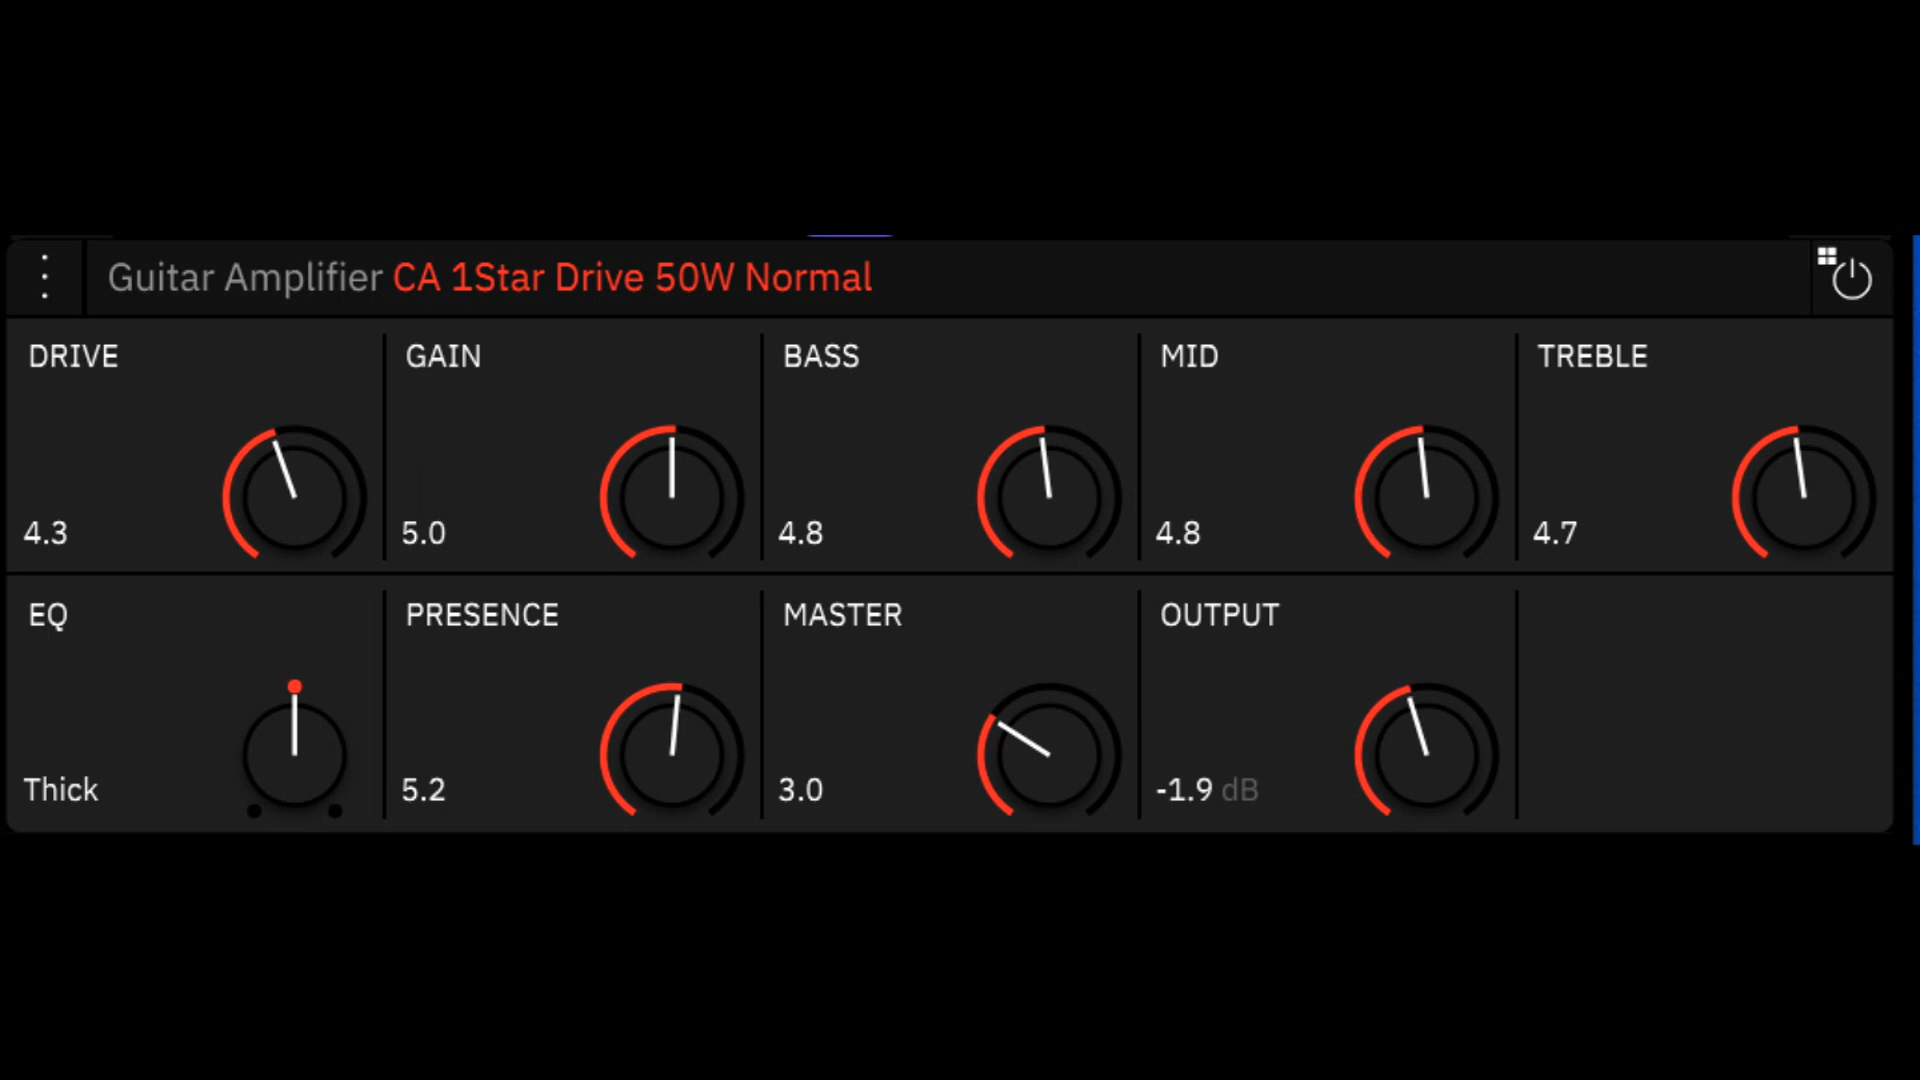 Guitar Amplifier CA 1Star Drive 50W Normal
DRIVE GAIN BASS MID TREBLE
4.3 5.0 4.8 4.8 4.7
EQ PRESENCE MASTER OUTPUT
Thick 5.2 3.0 -1.9 dB